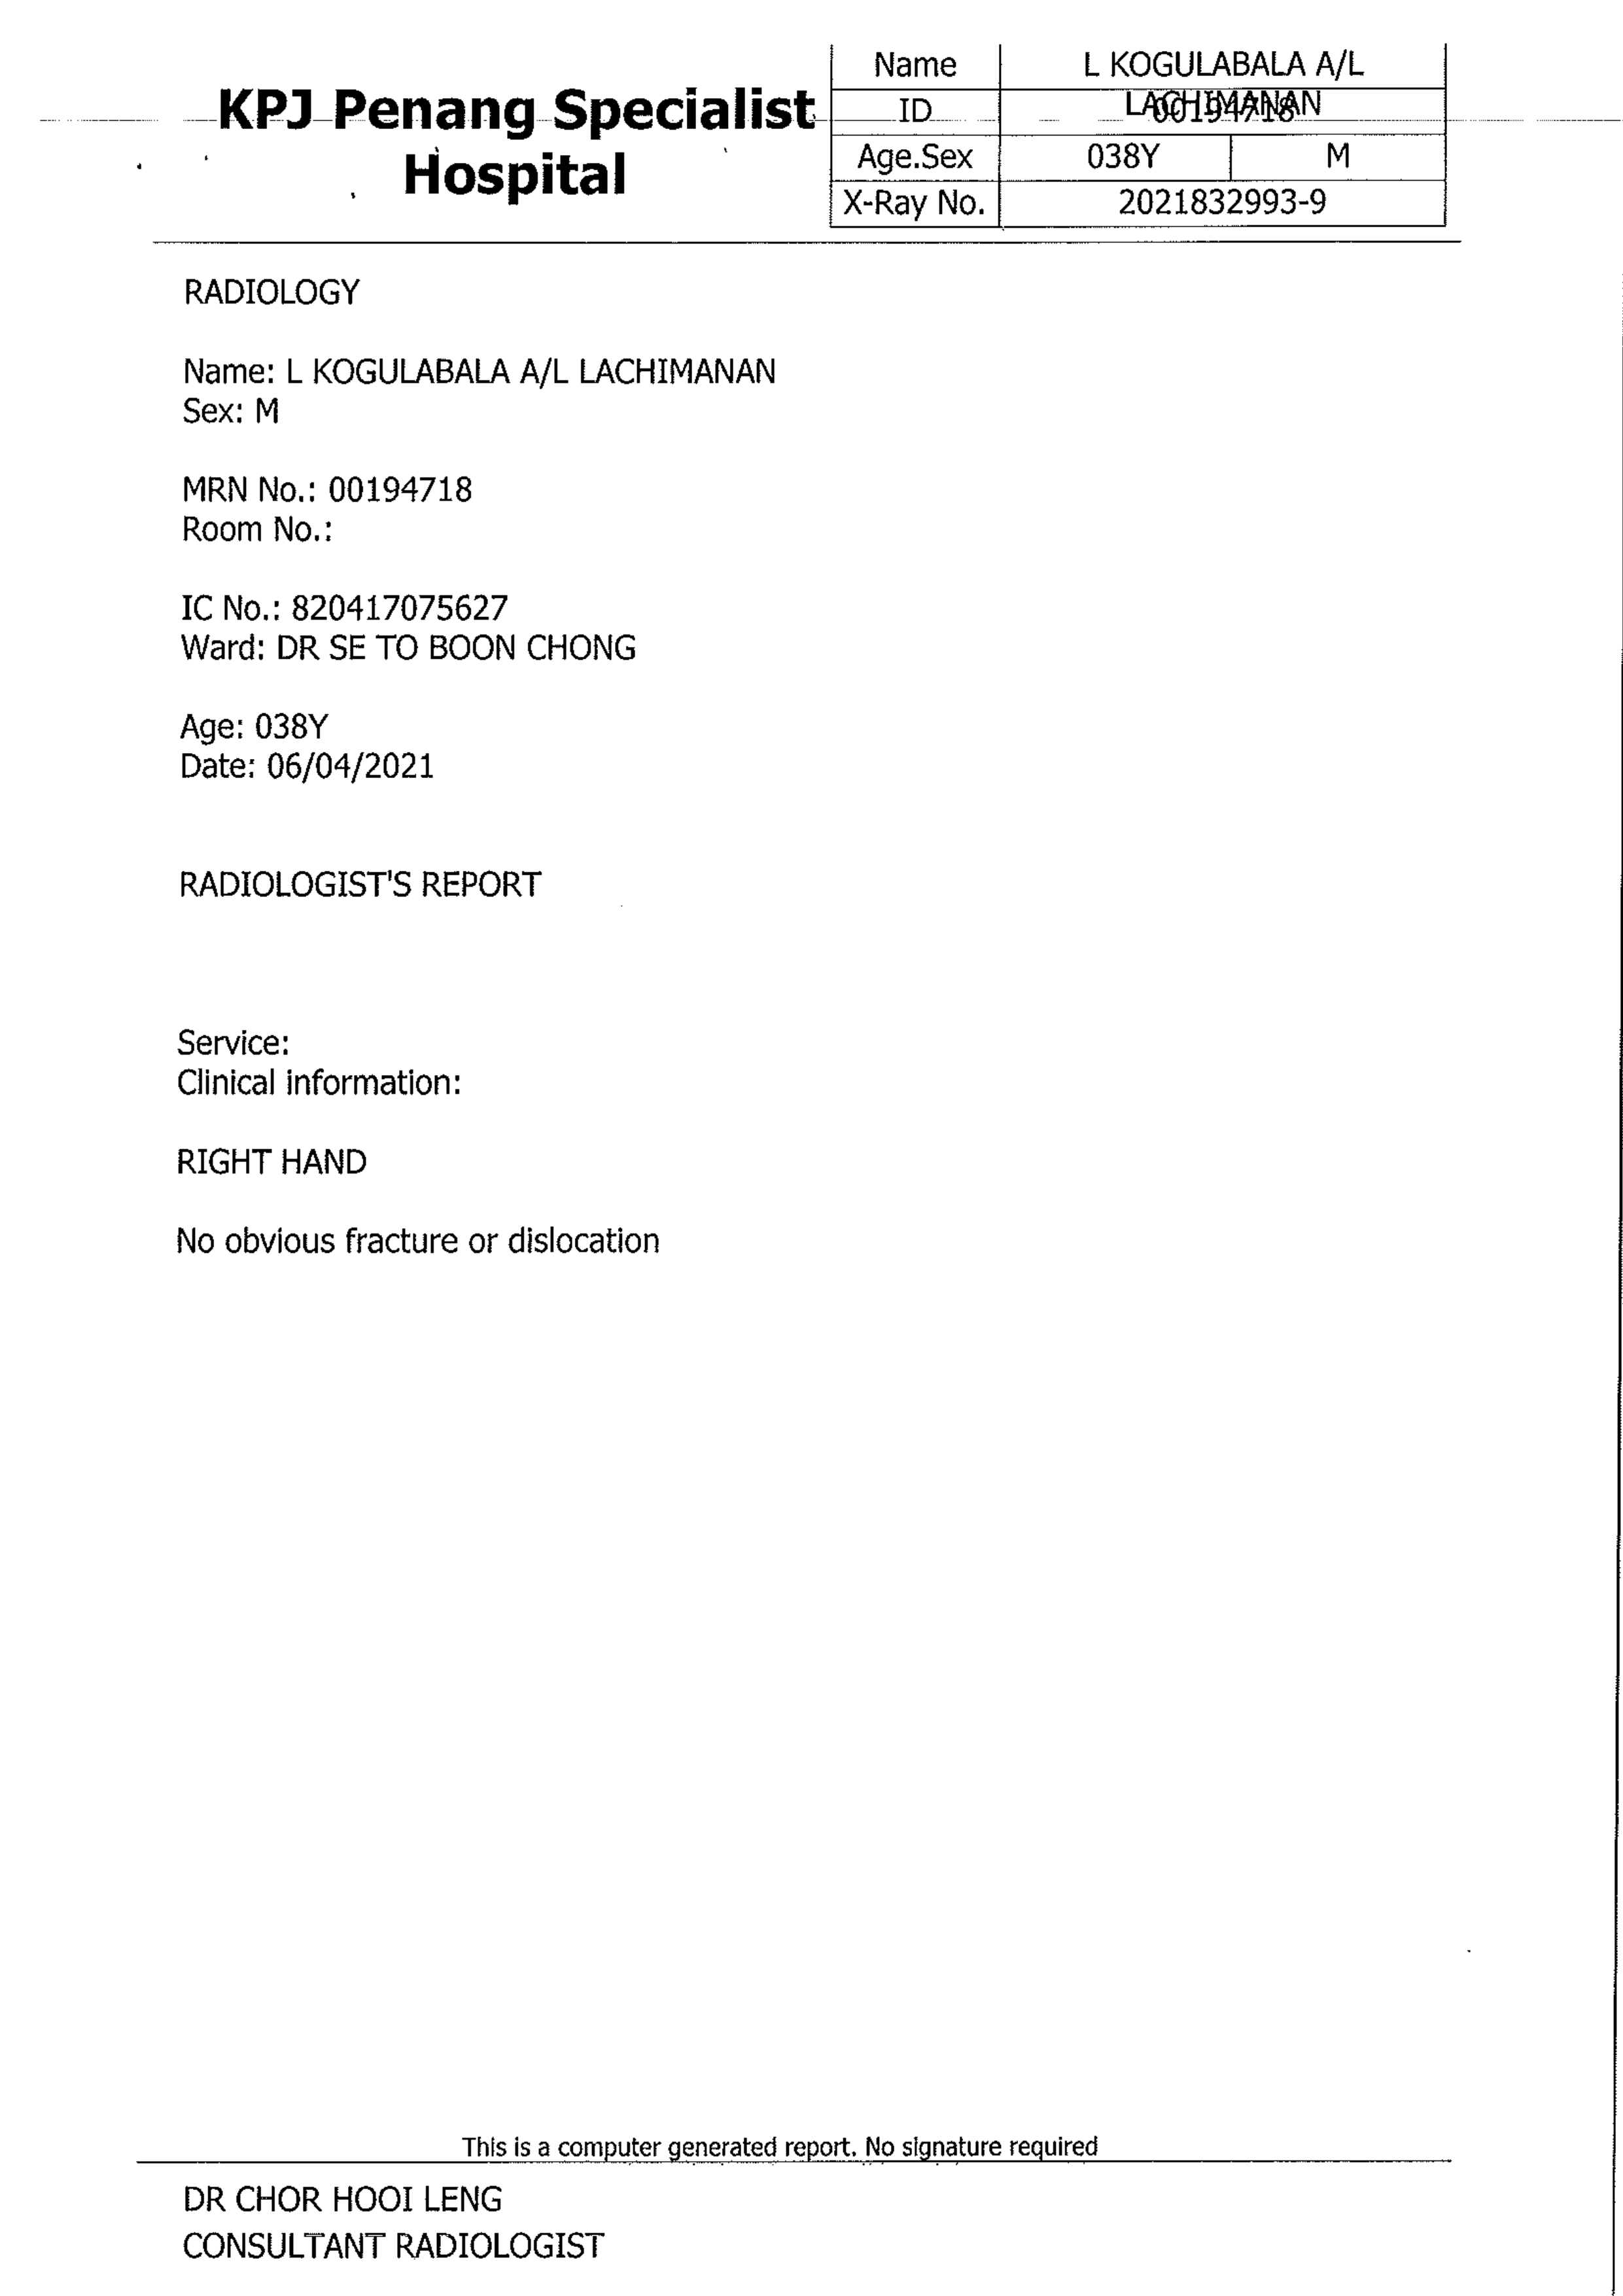 KPJ Penang Specialist
Hospital
Name L KOGULABALA A/L
LACHIMANAN
ID 00194718
Age.Sex 038Y M
X-Ray No. 2021832993-9
RADIOLOGY
Name: L KOGULABALA A/L LACHIMANAN
Sex: M
MRN No.: 00194718
Room No.:
IC No.: 820417075627
Ward: DR SE TO BOON CHONG
Age: 038Y
Date: 06/04/2021
RADIOLOGIST'S REPORT
Service:
Clinical information:
RIGHT HAND
No obvious fracture or dislocation
This is a computer generated report. No signature required
DR CHOR HOOI LENG
CONSULTANT RADIOLOGIST